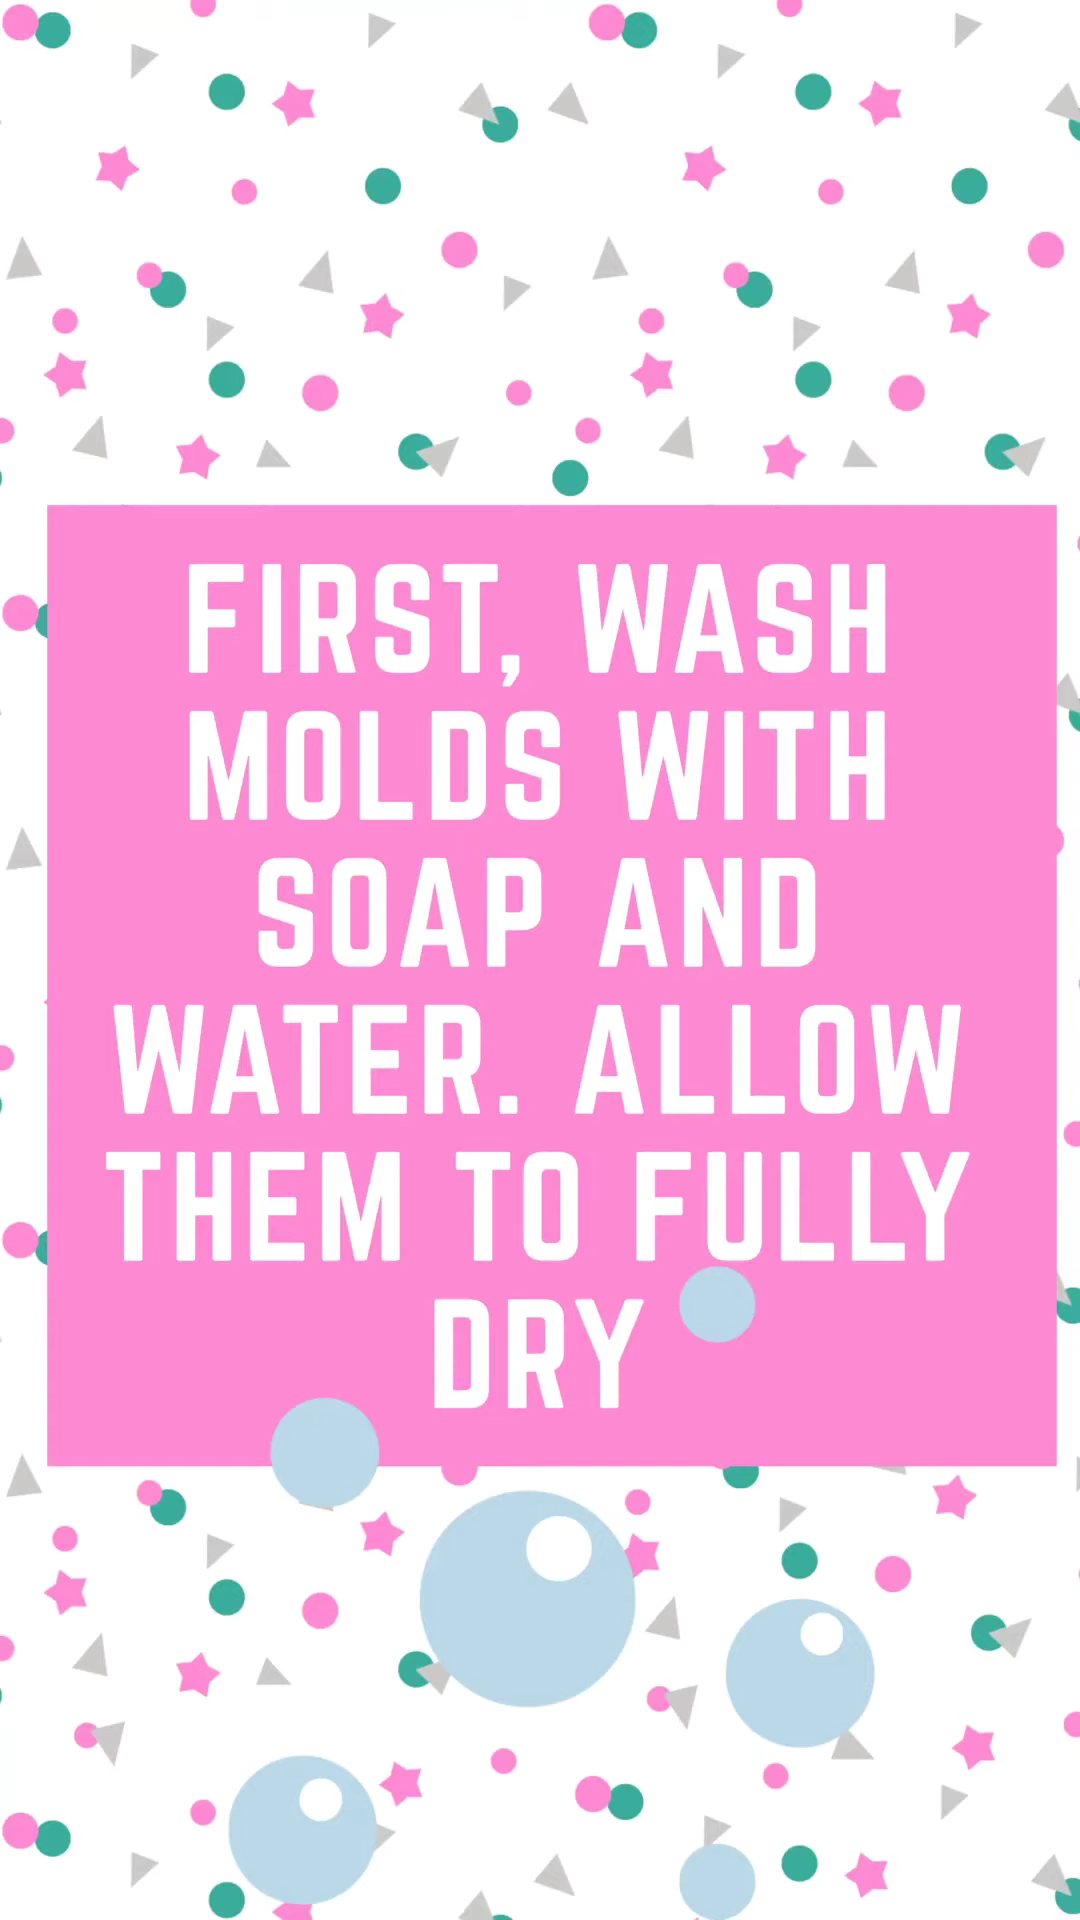 FIRST, WASH
MOLDS WITH
SOAP AND
WATER. ALLOW
THEM TO FULLY
DRY